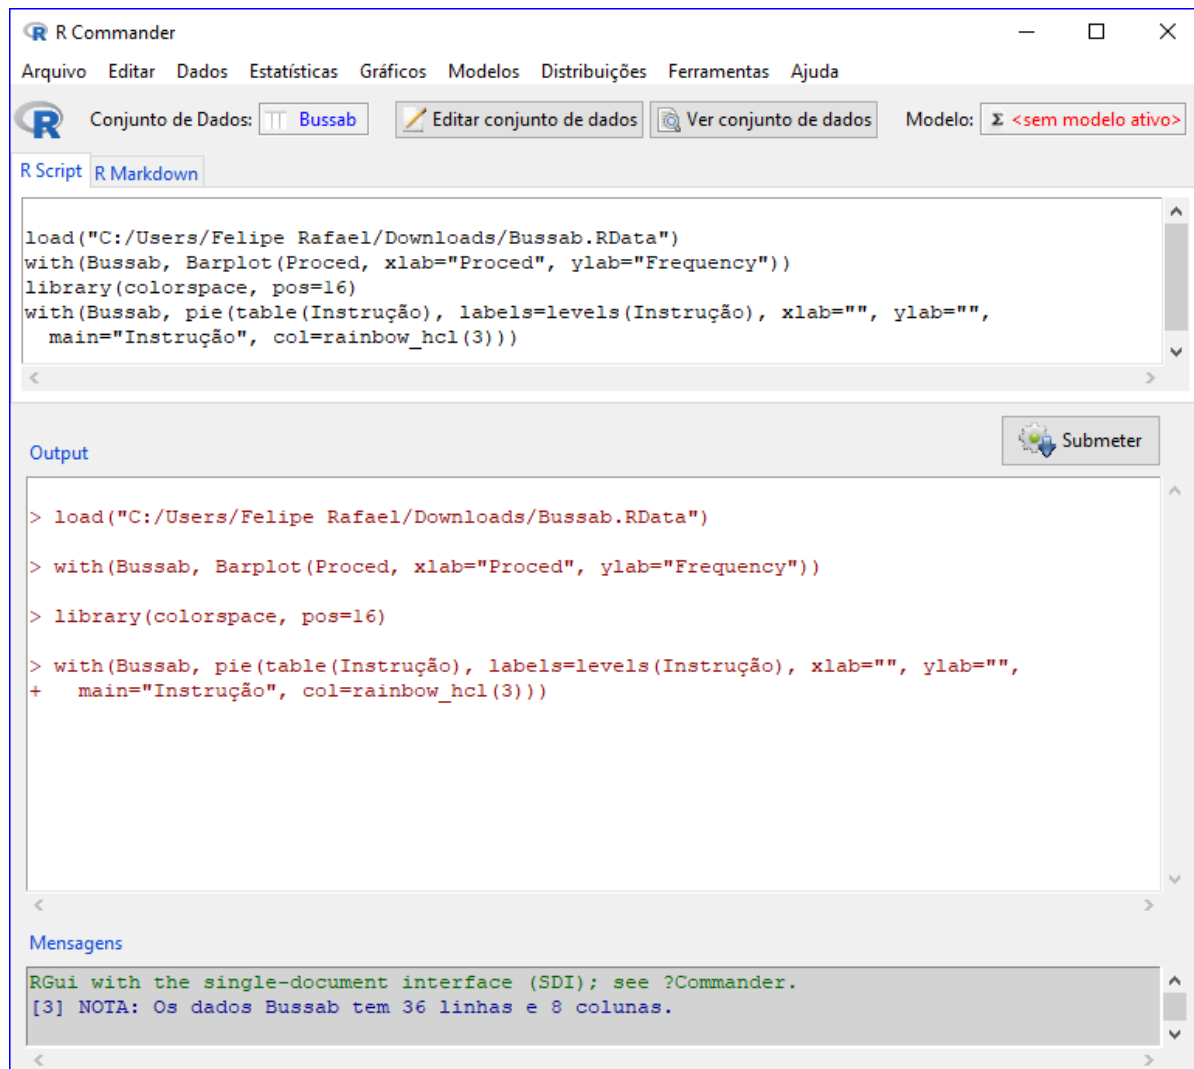 R Commander
Arquivo Editar Dados Estatísticas Gráficos Modelos Distribuições Ferramentas Ajuda
R Conjunto de Dados: Bussab Editar conjunto de dados Ver conjunto de dados Modelo: Σ <sem modelo ativo>
R Script R Markdown
load("C:/Users/Felipe Rafael/Downloads/Bussab.RData")
with(Bussab, Barplot(Proced, xlab="Proced", ylab="Frequency"))
library(colorspace, pos=16)
with(Bussab, pie(table(Instrução), labels=levels(Instrução), xlab="", ylab="",
  main="Instrução", col=rainbow_hcl(3)))
Submeter
Output
> load("C:/Users/Felipe Rafael/Downloads/Bussab.RData")
> with(Bussab, Barplot(Proced, xlab="Proced", ylab="Frequency"))
> library(colorspace, pos=16)
> with(Bussab, pie(table(Instrução), labels=levels(Instrução), xlab="", ylab="",
+   main="Instrução", col=rainbow_hcl(3)))
Mensagens
RGui with the single-document interface (SDI); see ?Commander.
[3] NOTA: Os dados Bussab tem 36 linhas e 8 colunas.